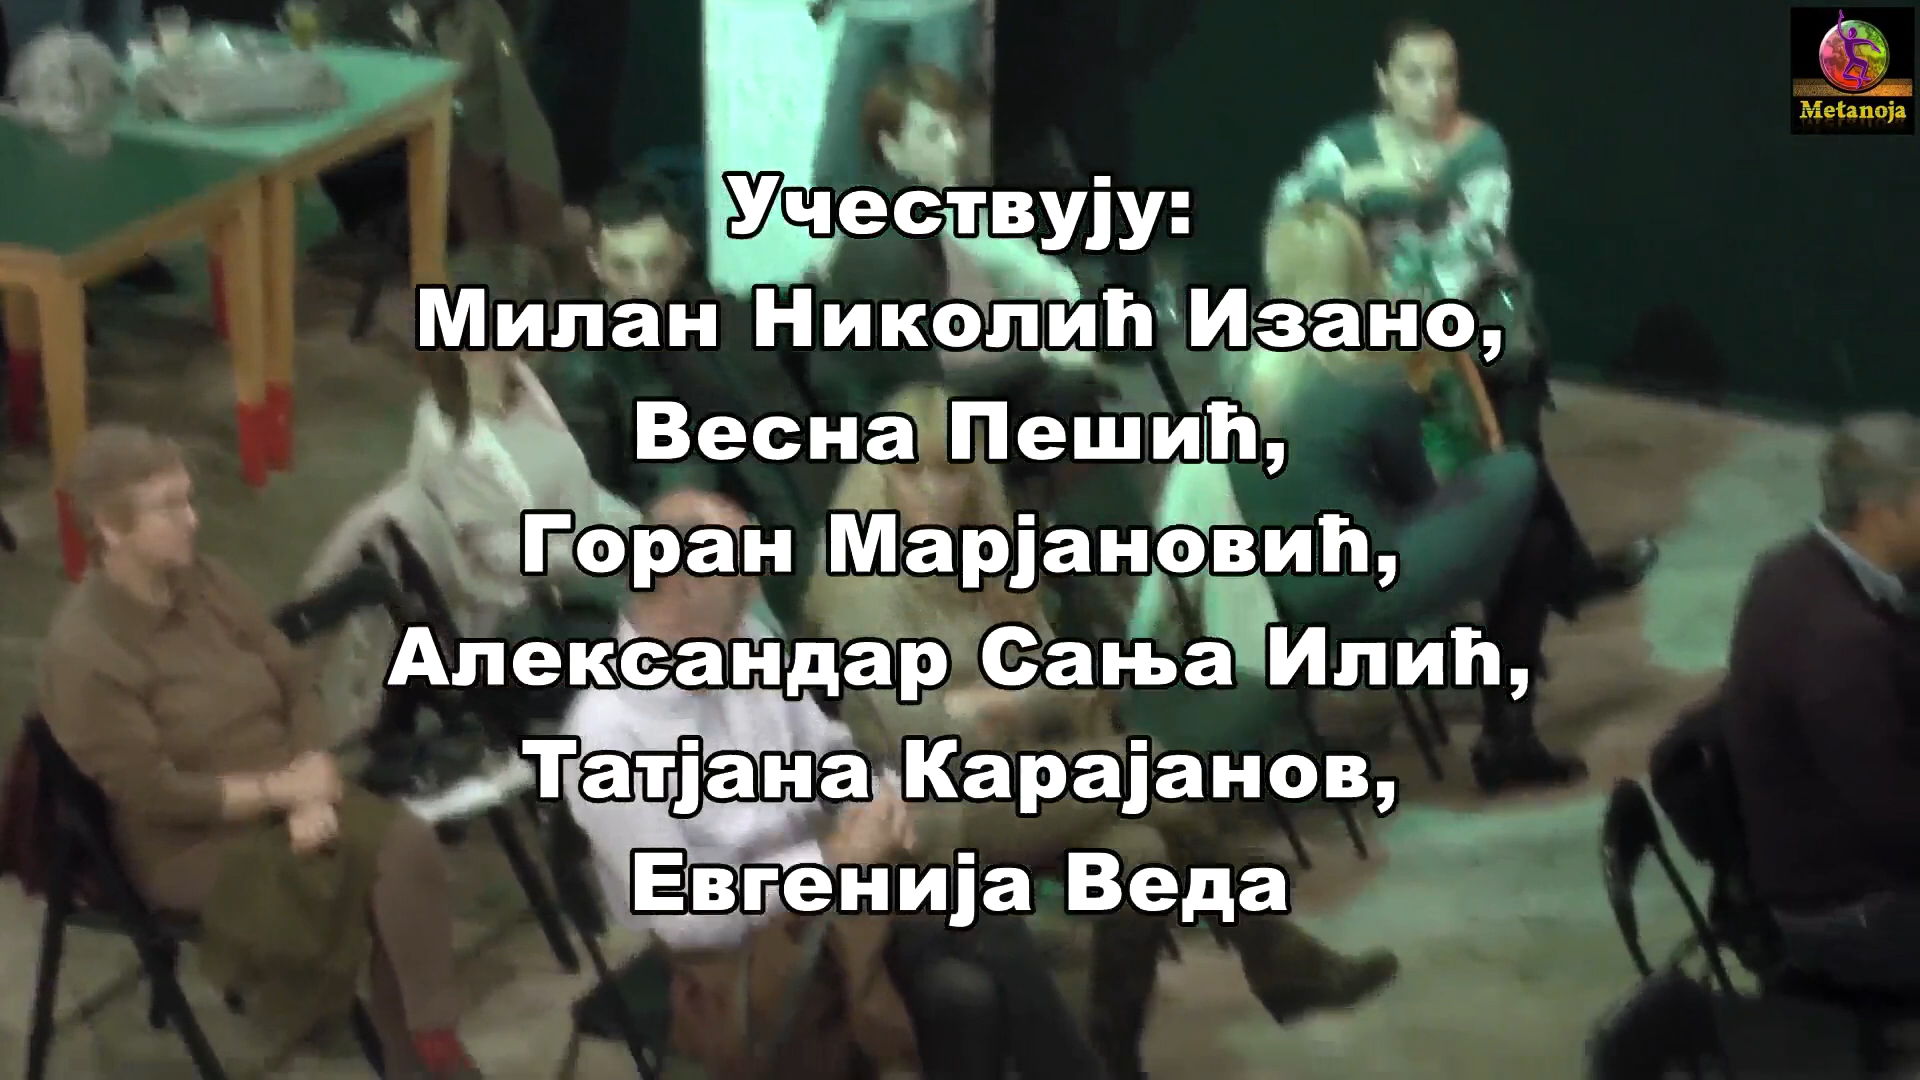 Metanoja
Учествују:
Милан Николић Изано,
Весна Пешић,
Горан Марјановић,
Александар Сања Илић,
Татјана Карајанов,
Евгенија Веда